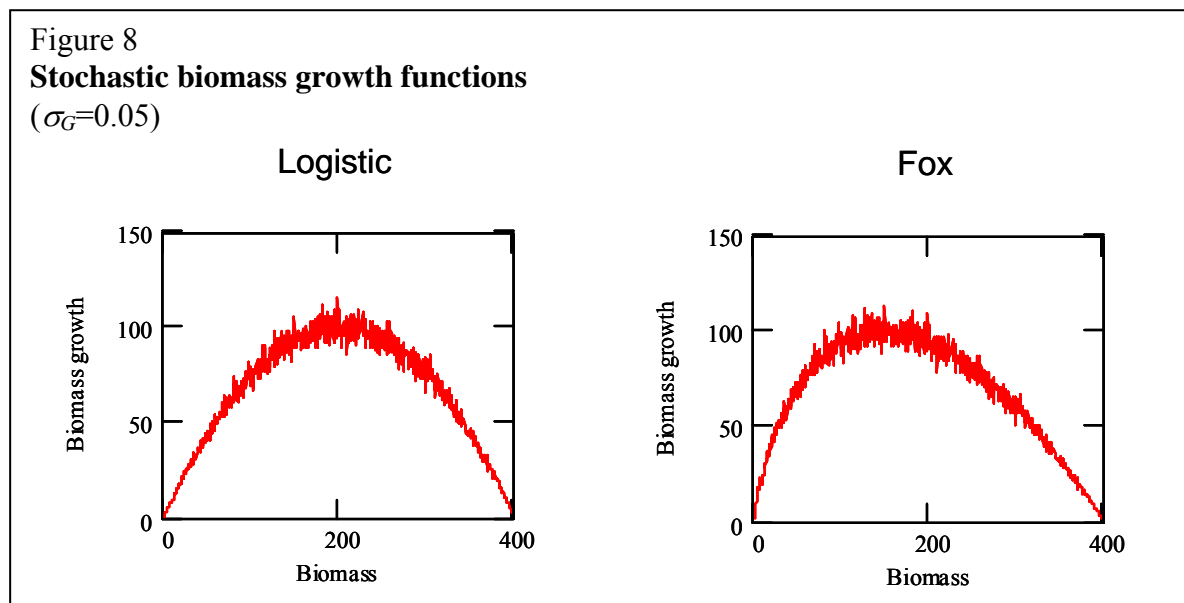 Figure 8
Stochastic biomass growth functions
(σG=0.05)
Logistic
150
100
50
0
Biomass growth
0 200 400
Biomass
Fox
150
100
50
0
Biomass growth
0 200 400
Biomass